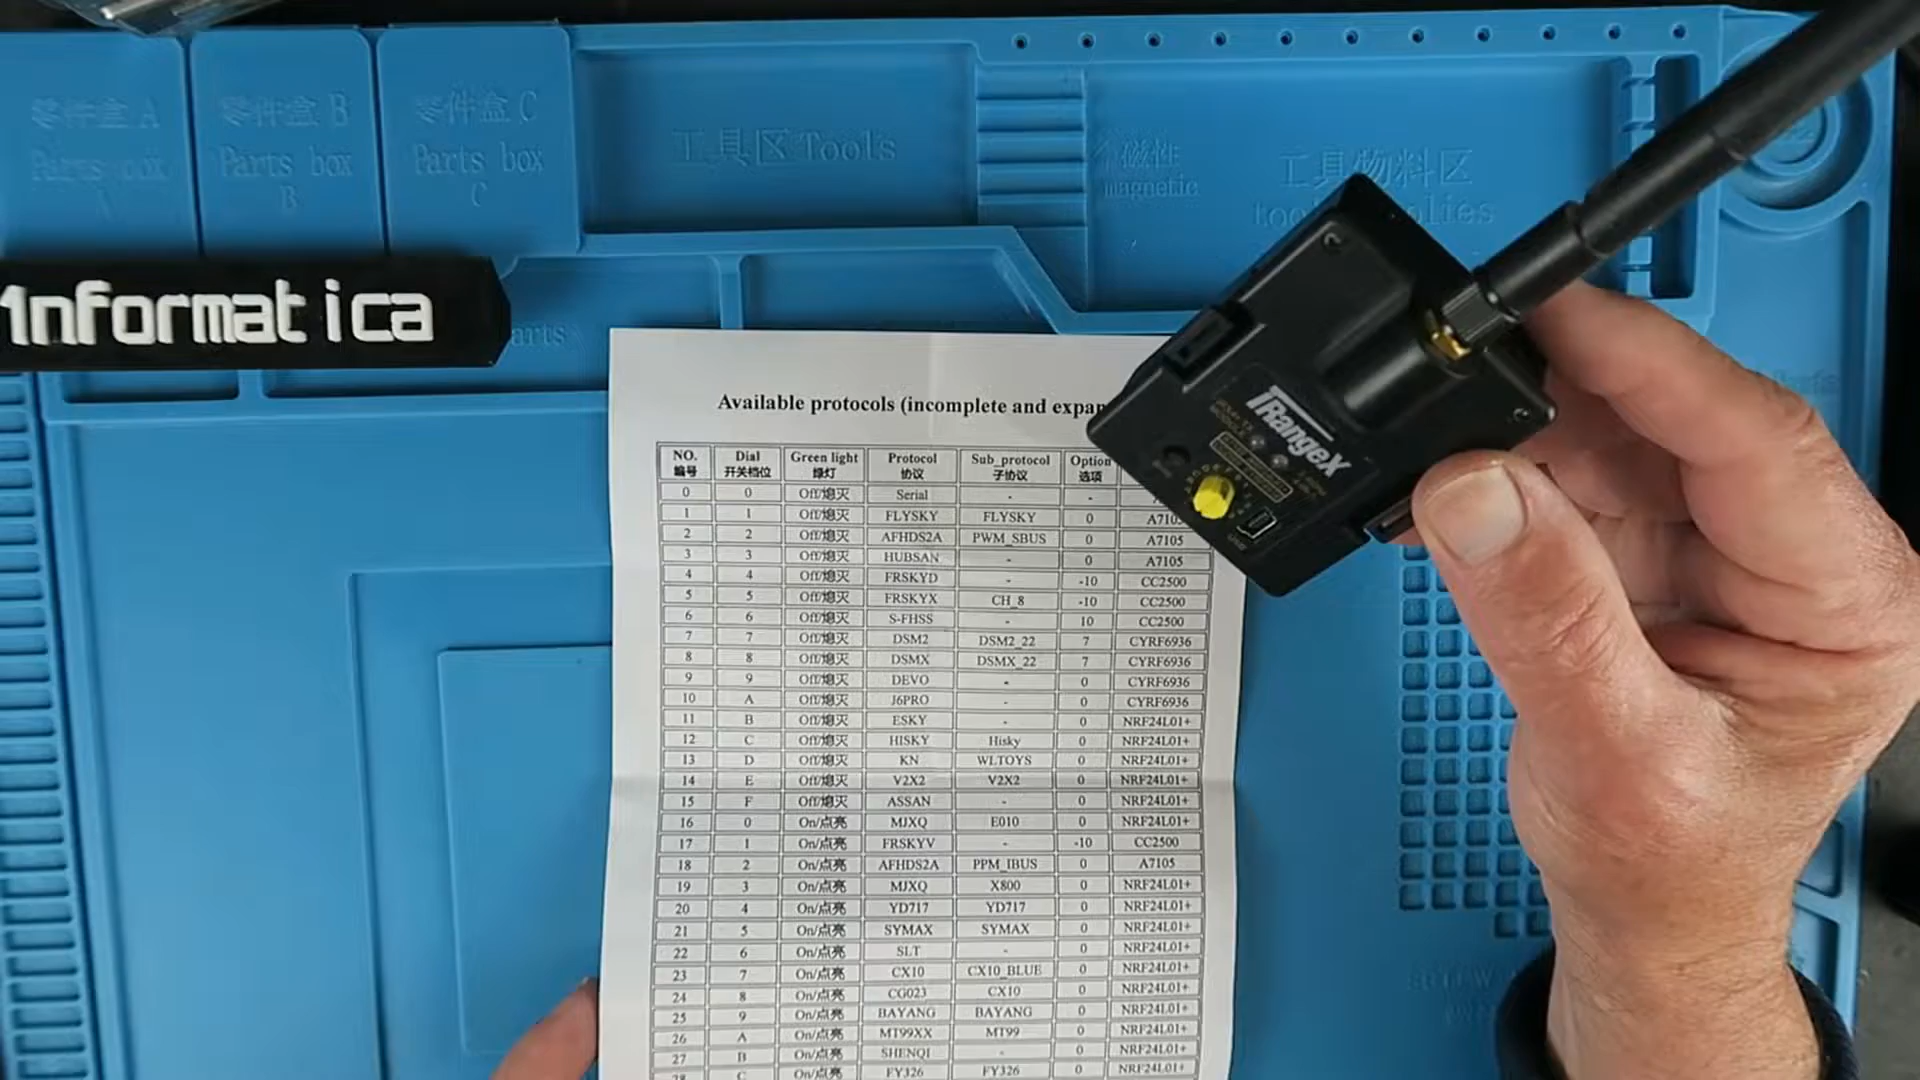 零件盒 A
Parts box
A
零件盒 B
Parts box
B
零件盒 C
Parts box
C
工具区 Tools
磁性
magnetic
工具物料区
1nformatica
arts
IRangeX
USB
Available protocols (incomplete and expan
NO. Dial Green light Protocol Sub_protocol Option
编号 开关档位 绿灯 协议 子协议 选项
0 0 Off/熄灭 Serial - -
1 1 Off/熄灭 FLYSKY FLYSKY 0 A7105
2 2 Off/熄灭 AFHDS2A PWM_SBUS 0 A7105
3 3 Off/熄灭 HUBSAN - 0 A7105
4 4 Off/熄灭 FRSKYD - -10 CC2500
5 5 Off/熄灭 FRSKYX CH_8 -10 CC2500
6 6 Off/熄灭 S-FHSS - 10 CC2500
7 7 Off/熄灭 DSM2 DSM2_22 7 CYRF6936
8 8 Off/熄灭 DSMX DSMX_22 7 CYRF6936
9 9 Off/熄灭 DEVO - 0 CYRF6936
10 A Off/熄灭 J6PRO - 0 CYRF6936
11 B Off/熄灭 ESKY - 0 NRF24L01+
12 C Off/熄灭 HISKY Hisky 0 NRF24L01+
13 D Off/熄灭 KN WLTOYS 0 NRF24L01+
14 E Off/熄灭 V2X2 V2X2 0 NRF24L01+
15 F Off/熄灭 ASSAN - 0 NRF24L01+
16 0 On/点亮 MJXQ E010 0 NRF24L01+
17 1 On/点亮 FRSKYV - -10 CC2500
18 2 On/点亮 AFHDS2A PPM_IBUS 0 A7105
19 3 On/点亮 MJXQ X800 0 NRF24L01+
20 4 On/点亮 YD717 YD717 0 NRF24L01+
21 5 On/点亮 SYMAX SYMAX 0 NRF24L01+
22 6 On/点亮 SLT - 0 NRF24L01+
23 7 On/点亮 CX10 CX10_BLUE 0 NRF24L01+
24 8 On/点亮 CG023 CX10 0 NRF24L01+
25 9 On/点亮 BAYANG BAYANG 0 NRF24L01+
26 A On/点亮 MT99XX MT99 0 NRF24L01+
27 B On/点亮 SHENQI - 0 NRF24L01+
28 C On/点亮 FY326 FY326 0 NRF24L01+